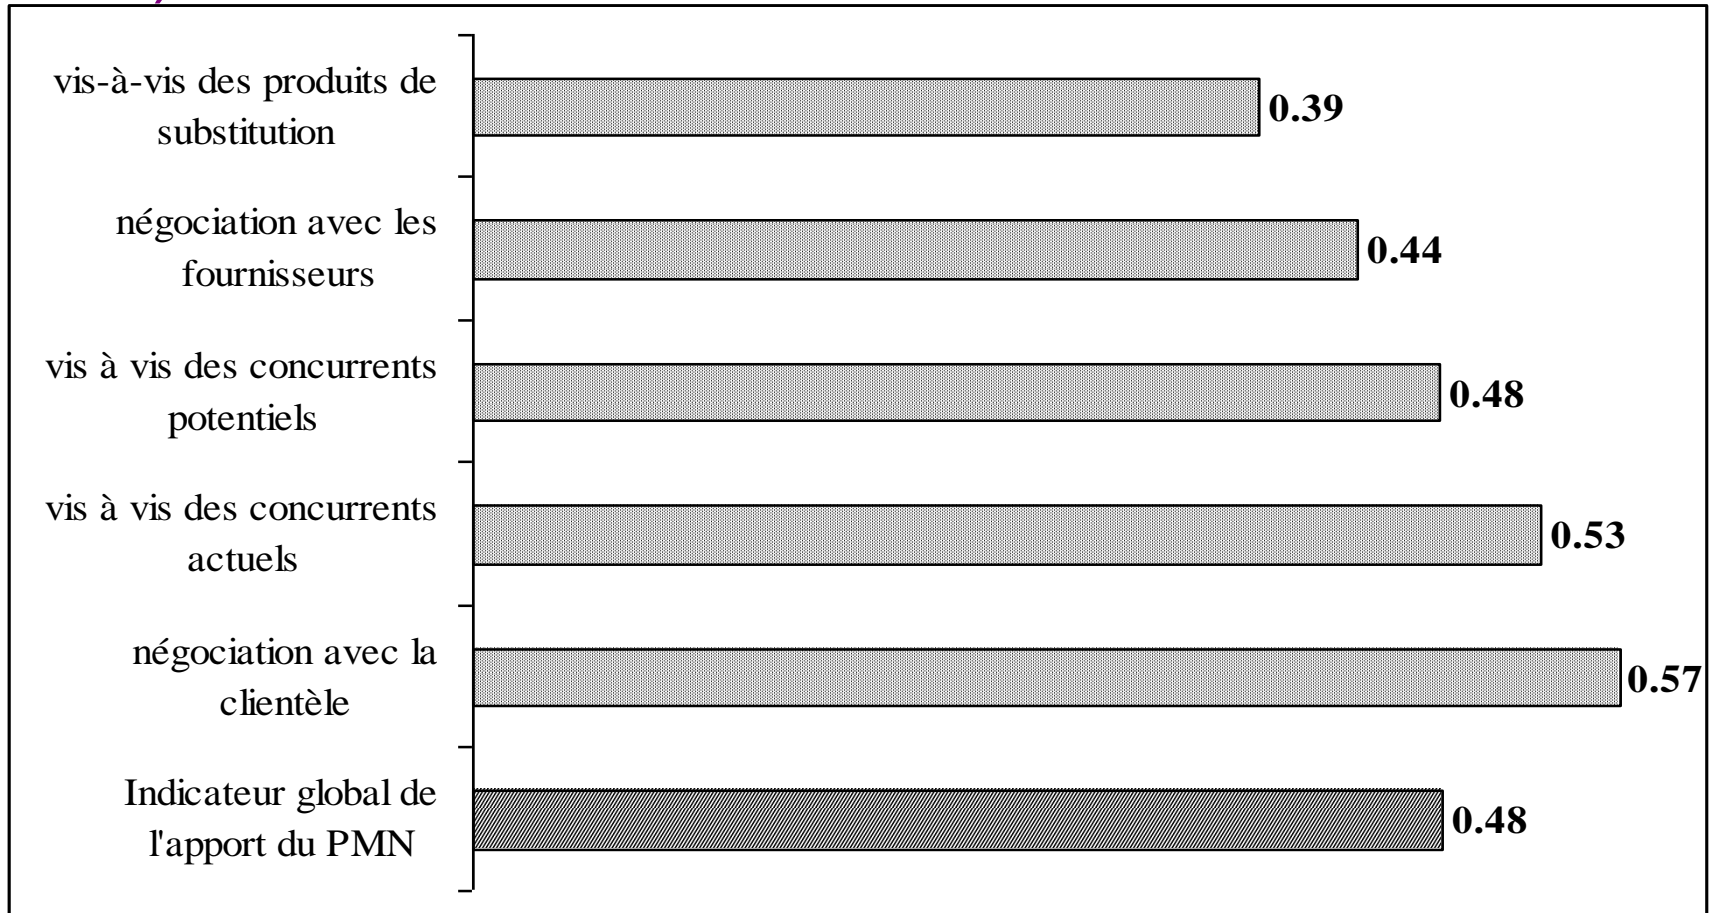 vis-à-vis des produits de
substitution
0.39
négociation avec les
fournisseurs
0.44
vis à vis des concurrents
potentiels
0.48
vis à vis des concurrents
actuels
0.53
négociation avec la
clientèle
0.57
Indicateur global de
l'apport du PMN
0.48